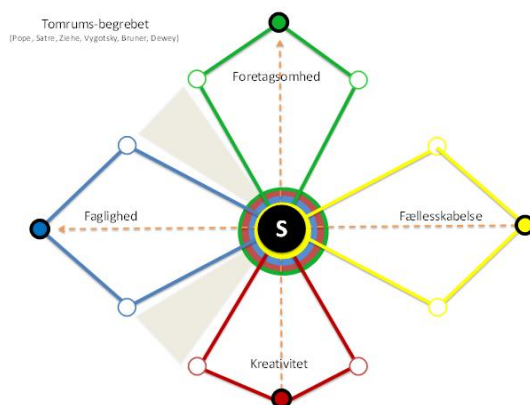 Tomrums-begrebet
(Pope, Satre, Ziehe, Vygotsky, Bruner, Dewey)
Foretagsomhed
Faglighed
S
Fællesskabelse
Kreativitet